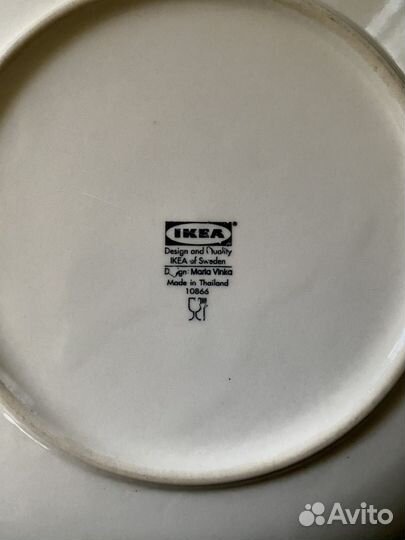 IKEA®
Design and Quality
IKEA of Sweden
Design: Maria Vinka
Made in Thailand
10866
Avito